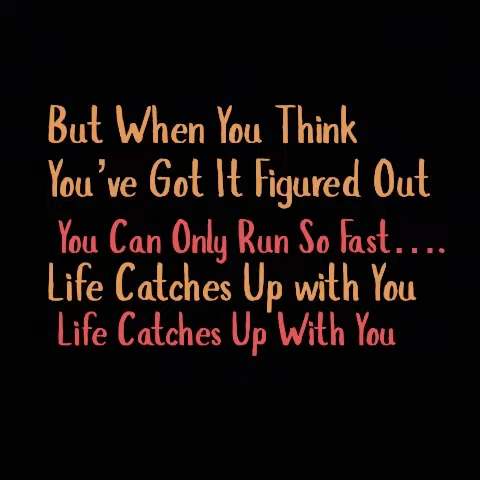 But When You Think
You've Got It Figured Out
You Can Only Run So Fast....
Life Catches Up with You
Life Catches Up With You